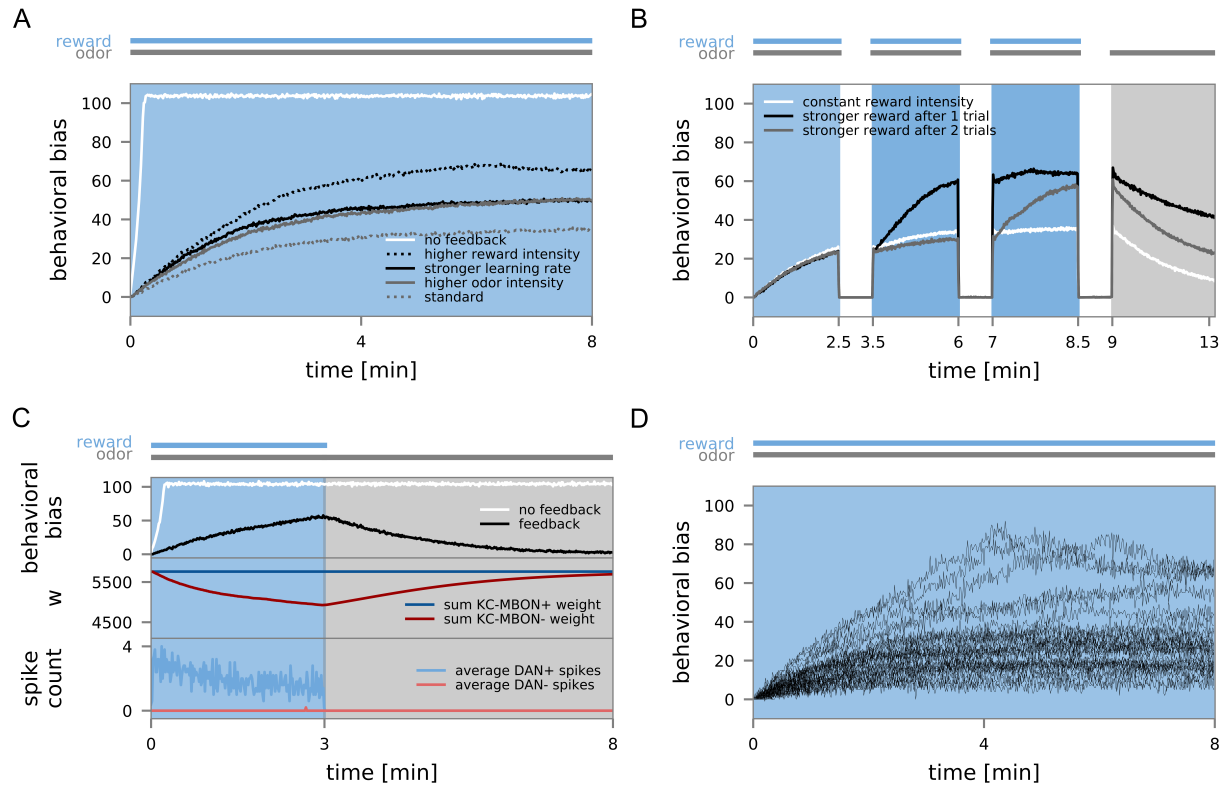 A
reward
odor
behavioral bias
100
80
60
40
20
0
no feedback
higher reward intensity
stronger learning rate
higher odor intensity
standard
0 4 8
time [min]
B
reward
odor
behavioral bias
100
80
60
40
20
0
constant reward intensity
stronger reward after 1 trial
stronger reward after 2 trials
0 2.5 3.5 6 7 8.5 9 13
time [min]
C
reward
odor
behavioral
bias
100
50
0
no feedback
feedback
w
5500
4500
sum KC-MBON+ weight
sum KC-MBON- weight
spike
count
4
0
average DAN+ spikes
average DAN- spikes
0 3 8
time [min]
D
reward
odor
behavioral bias
100
80
60
40
20
0
0 4 8
time [min]